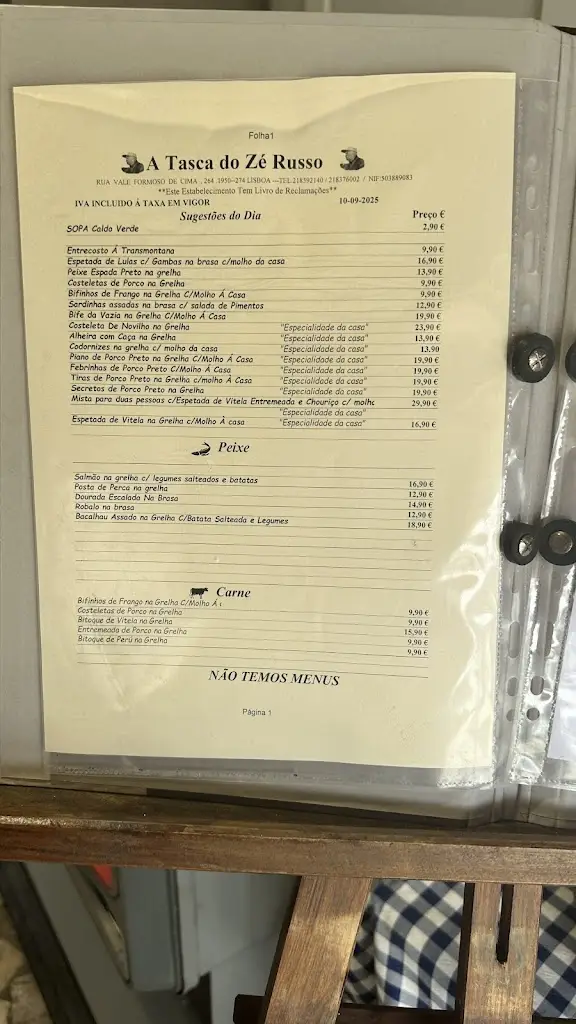 Folha1
A Tasca do Zé Russo
RUA VALE FORMOSO DE CIMA , 264 ,1950--274 LISBOA ---TEL.218592140 / 218376002 / NIF:503889083
**Este Estabelecimento Tem Livro de Reclamações**
IVA INCLUIDO Á TAXA EM VIGOR 10-09-2025
Sugestões do Dia Preço €
SOPA Caldo Verde 2,90 €
Entrecosto Á Transmontana 9,90 €
Espetada de Lulas c/ Gambas na brasa c/molho da casa 16,90 €
Peixe Espada Preto na grelha 13,90 €
Costeletas de Porco na Grelha 9,90 €
Bifinhos de Frango na Grelha C/Molho Á Casa 9,90 €
Sardinhas assadas na brasa c/ salada de Pimentos 12,90 €
Bife da Vazia na Grelha C/Molho Á Casa 19,90 €
Costeleta De Novilho na Grelha "Especialidade da casa" 23,90 €
Alheira com Caça na Grelha "Especialidade da casa" 13,90 €
Codornizes na grelha c/ molho da casa "Especialidade da casa" 13,90
Piano de Porco Preto na Grelha C/Molho Á Casa "Especialidade da casa" 19,90 €
Febrinhas de Porco Preto C/Molho Á Casa "Especialidade da casa" 19,90 €
Tiras de Porco Preto na Grelha c/molho Á Casa "Especialidade da casa" 19,90 €
Secretos de Porco Preto na Grelha "Especialidade da casa" 19,90 €
Mista para duas pessoas c/Espetada de Vitela Entremeada e Chouriço c/ molho 29,90 €
"Especialidade da casa"
Espetada de Vitela na Grelha c/Molho Á casa "Especialidade da casa" 16,90 €
Peixe
Salmão na grelha c/ legumes salteados e batatas 16,90 €
Posta de Perca na grelha 12,90 €
Dourada Escalada Na Brasa 14,90 €
Robalo na brasa 12,90 €
Bacalhau Assado na Grelha C/Batata Salteada e Legumes 18,90 €
Carne
Bifinhos de Frango na Grelha C/Molho Á 9,90 €
Costeletas de Porco na Grelha 9,90 €
Bitoque de Vitela na Grelha 15,90 €
Entremeada de Porco na Grelha 9,90 €
Bitoque de Perú na Grelha 9,90 €
NÃO TEMOS MENUS
Página 1